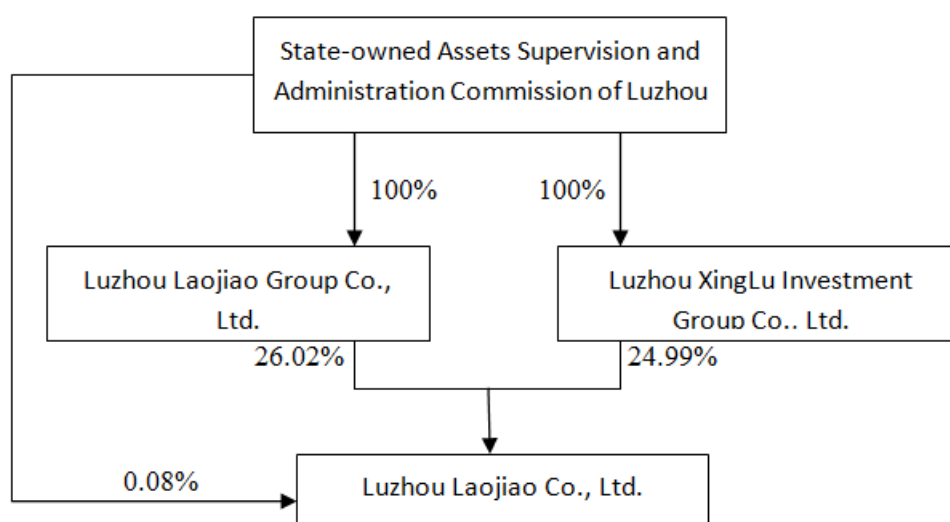 State-owned Assets Supervision and
Administration Commission of Luzhou
100%
100%
Luzhou Laojiao Group Co.,
Ltd.
Luzhou XingLu Investment
Group Co., Ltd.
26.02%
24.99%
0.08%
Luzhou Laojiao Co., Ltd.